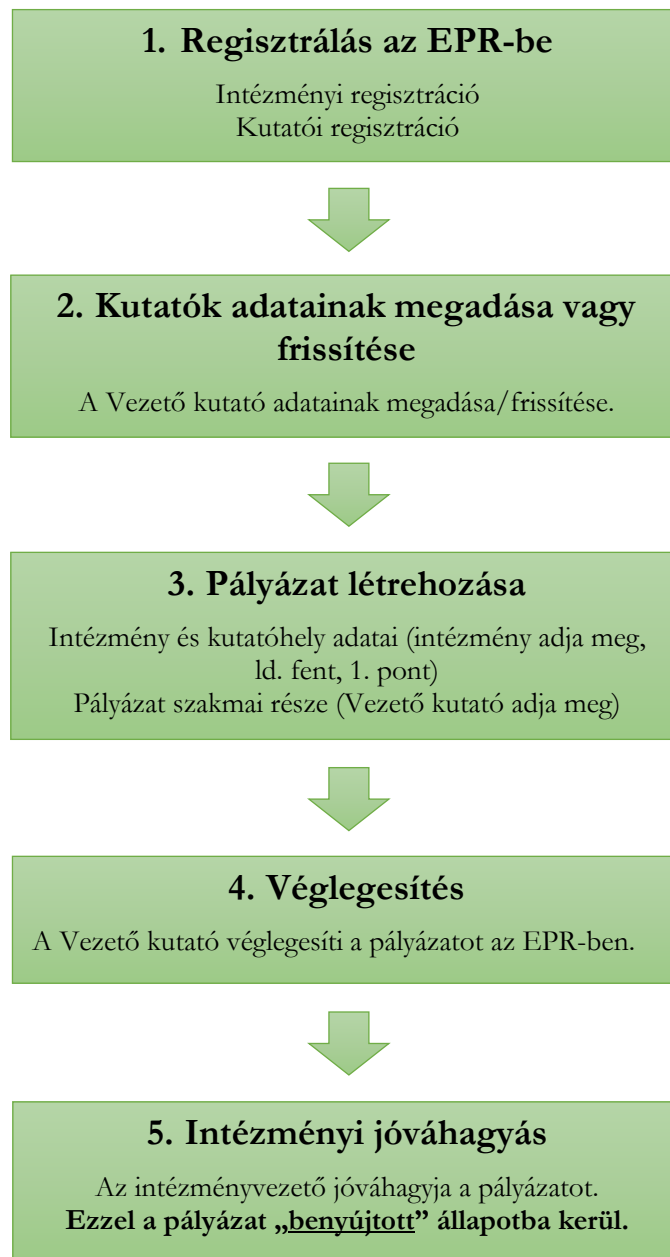 1. Regisztrálás az EPR-be
Intézményi regisztráció
Kutatói regisztráció
2. Kutatók adatainak megadása vagy
frissítése
A Vezető kutató adatainak megadása/frissítése.
3. Pályázat létrehozása
Intézmény és kutatóhely adatai (intézmény adja meg,
ld. fent, 1. pont)
Pályázat szakmai része (Vezető kutató adja meg)
4. Véglegesítés
A Vezető kutató véglegesíti a pályázatot az EPR-ben.
5. Intézményi jóváhagyás
Az intézményvezető jóváhagyja a pályázatot.
Ezzel a pályázat „benyújtott” állapotba kerül.